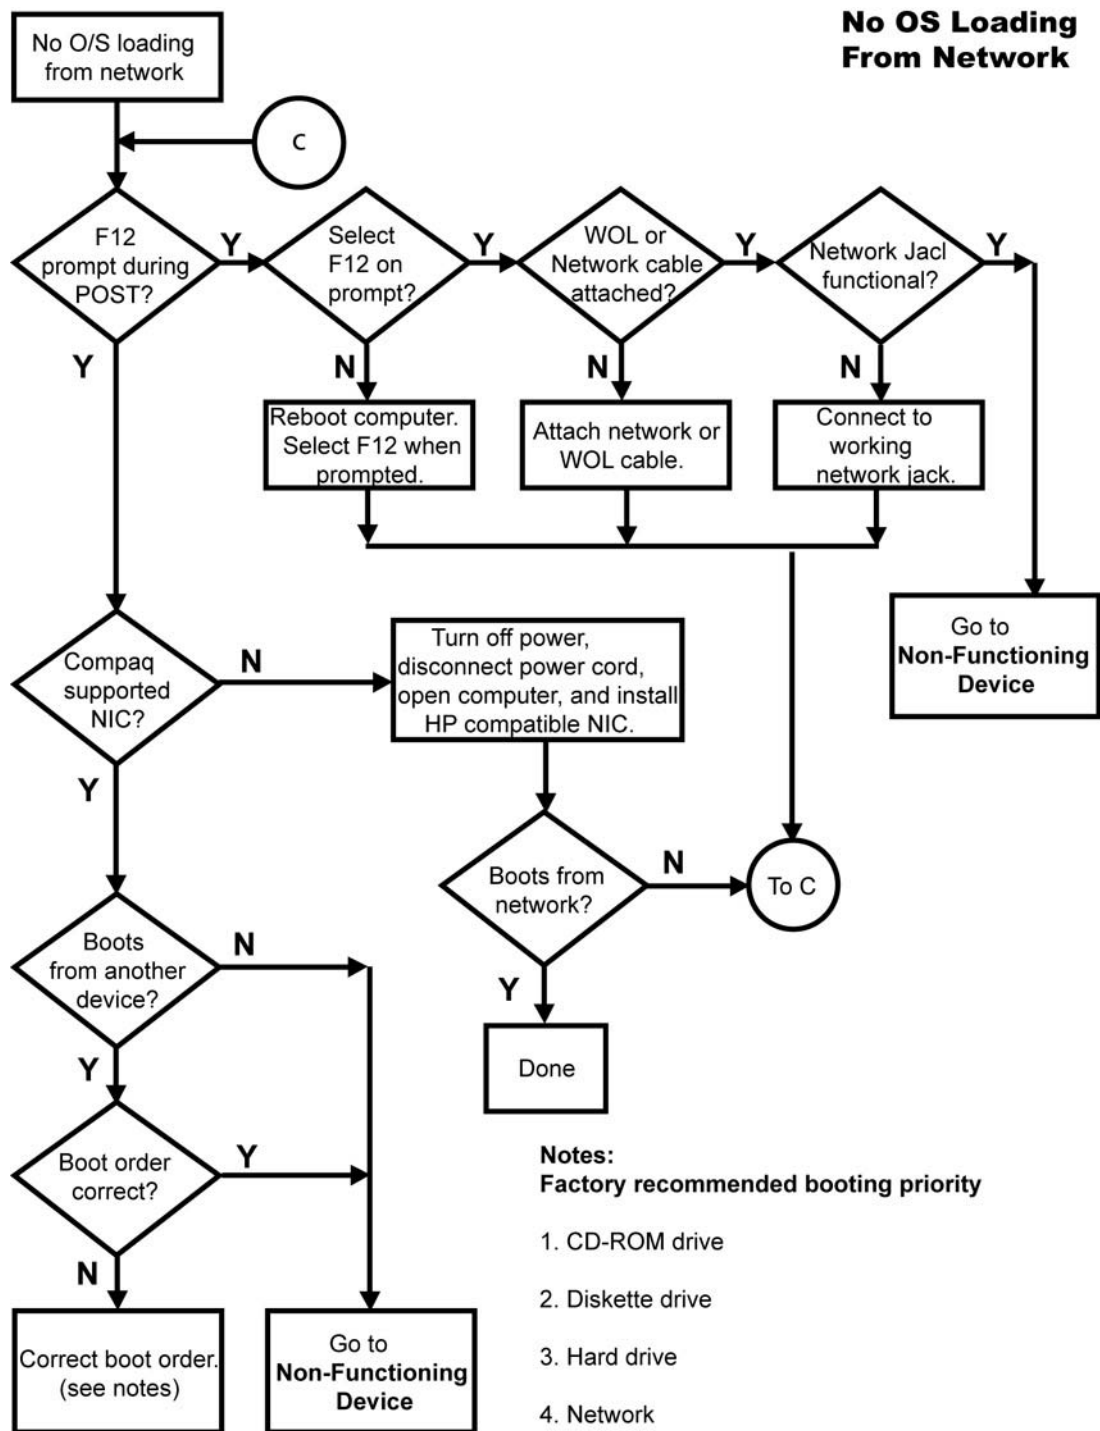 No OS Loading
From Network
No O/S loading
from network
C
F12
prompt during
POST?
Y
Y
Select
F12 on
prompt?
Y
N
WOL or
Network cable
attached?
Y
N
Network Jacl
functional?
Y
N
Reboot computer.
Select F12 when
prompted.
Attach network or
WOL cable.
Connect to
working
network jack.
Go to
Non-Functioning
Device
Compaq
supported
NIC?
N
Y
Turn off power,
disconnect power cord,
open computer, and install
HP compatible NIC.
Boots from
network?
N
Y
To C
Done
Boots
from another
device?
N
Y
Boot order
correct?
Y
N
Correct boot order.
(see notes)
Go to
Non-Functioning
Device
Notes:
Factory recommended booting priority
1. CD-ROM drive
2. Diskette drive
3. Hard drive
4. Network